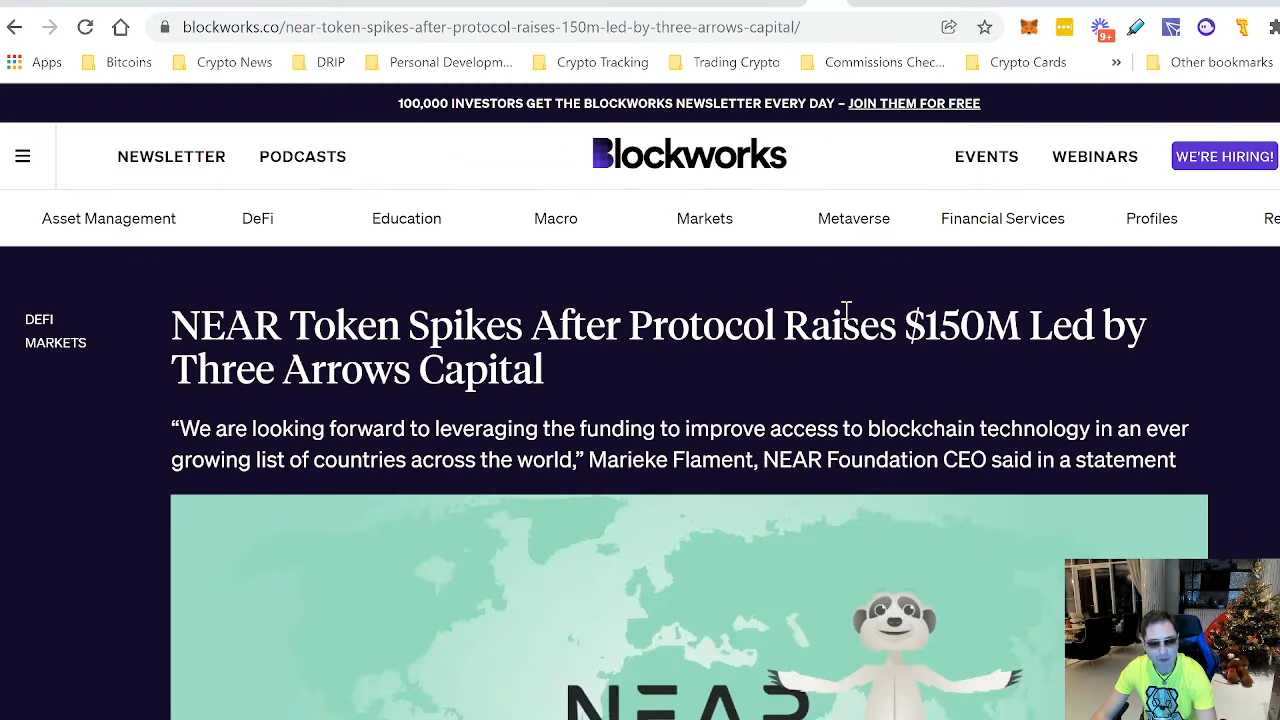 blockworks.co/near-token-spikes-after-protocol-raises-150m-led-by-three-arrows-capital/
9+
Apps Bitcoins Crypto News DRIP Personal Developm... Crypto Tracking Trading Crypto Commissions Chec... Crypto Cards » Other bookmarks
100,000 INVESTORS GET THE BLOCKWORKS NEWSLETTER EVERY DAY – JOIN THEM FOR FREE
NEWSLETTER PODCASTS Blockworks EVENTS WEBINARS WE'RE HIRING!
Asset Management DeFi Education Macro Markets Metaverse Financial Services Profiles Re
DEFI
MARKETS
NEAR Token Spikes After Protocol Raises $150M Led by
Three Arrows Capital
“We are looking forward to leveraging the funding to improve access to blockchain technology in an ever
growing list of countries across the world,” Marieke Flament, NEAR Foundation CEO said in a statement
NEAR